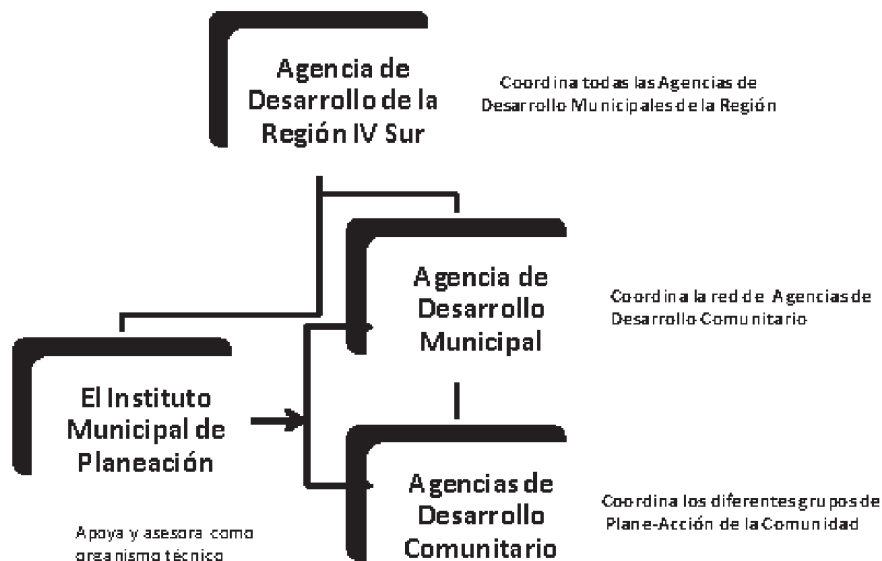 Agencia de
Desarrollo de la
Región IV Sur
Coordina todas las Agencias de
Desarrollo Municipales de la Región
Agencia de
Desarrollo
Municipal
Coordina la red de Agencias de
Desarrollo Comunitario
El Instituto
Municipal de
Planeación
Apoya y asesora como
organismo técnico
Agencias de
Desarrollo
Comunitario
Coordina los diferentes grupos de
Plane-Acción de la Comunidad